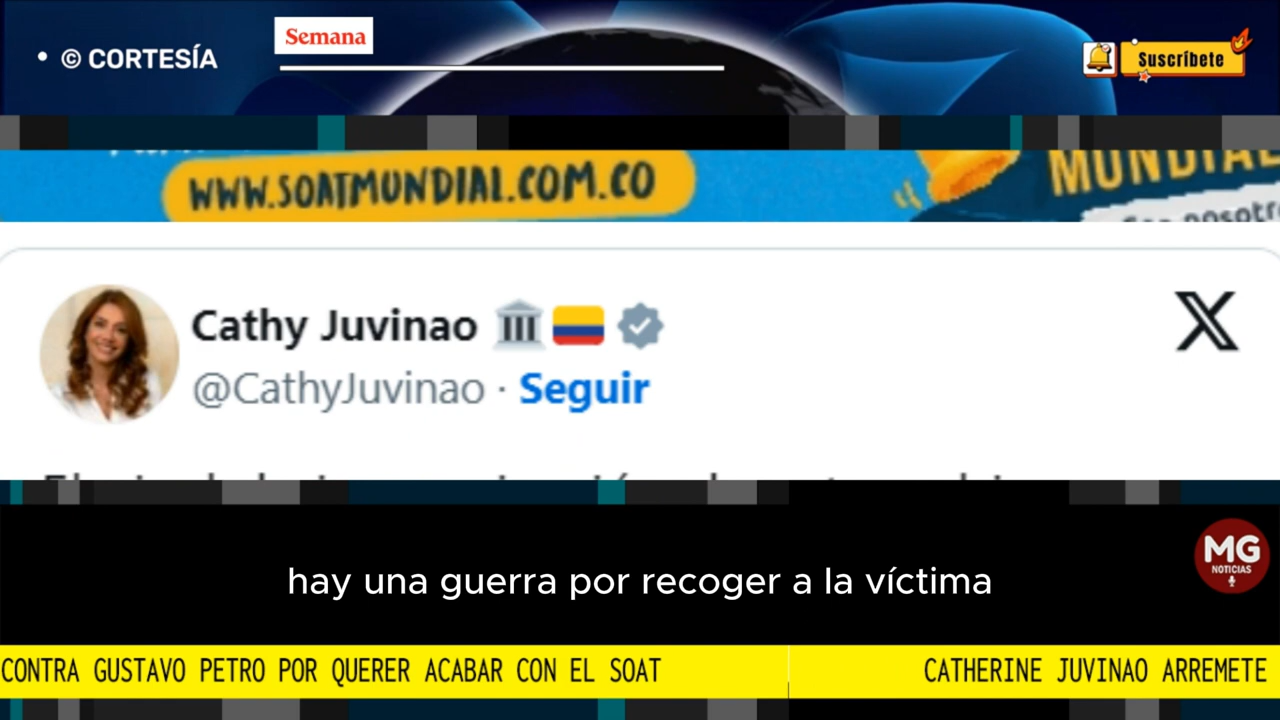 • © CORTESÍA
Semana
Suscríbete
WWW.SOATMUNDIAL.COM.CO
MUNDIAL
Cathy Juvinao
@CathyJuvinao · Seguir
hay una guerra por recoger a la víctima
MG
NOTICIAS
CONTRA GUSTAVO PETRO POR QUERER ACABAR CON EL SOAT
CATHERINE JUVINAO ARREMETE